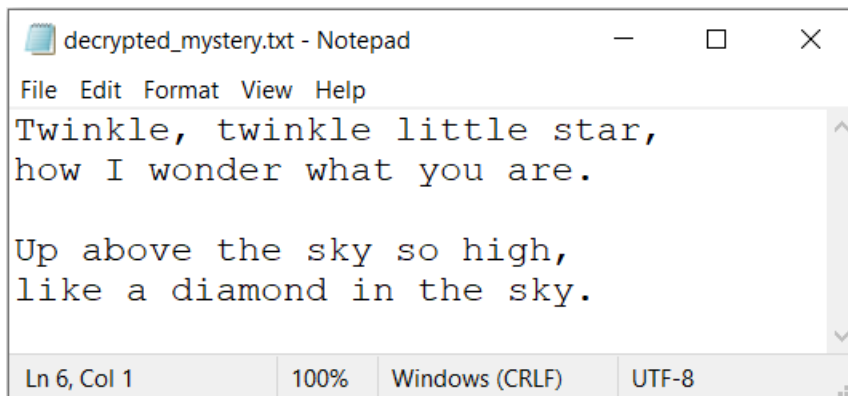 decrypted_mystery.txt - Notepad
File Edit Format View Help
Twinkle, twinkle little star,
how I wonder what you are.
Up above the sky so high,
like a diamond in the sky.
Ln 6, Col 1 100% Windows (CRLF) UTF-8